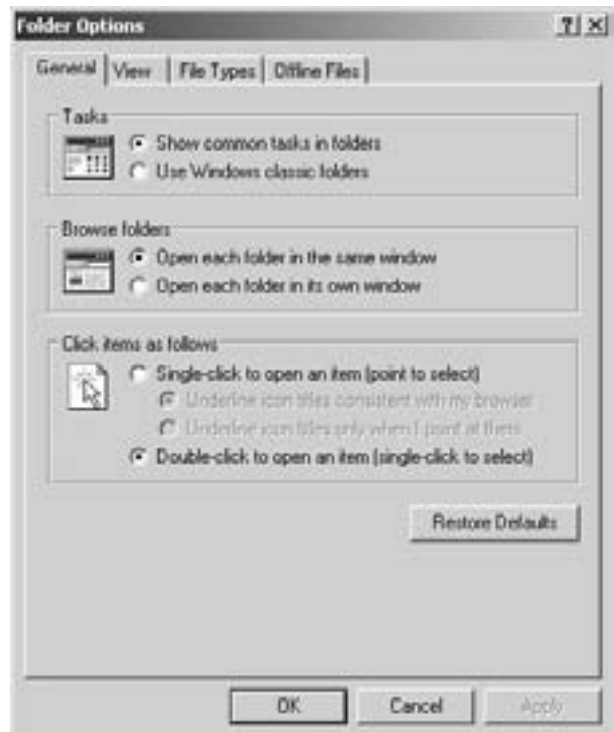 Folder Options
General View File Types Offline Files
Tasks
Show common tasks in folders
Use Windows classic folders
Browse folders
Open each folder in the same window
Open each folder in its own window
Click items as follows
Single-click to open an item (point to select)
Underline icon titles consistent with my browser
Underline icon titles only when I point at them
Double-click to open an item (single-click to select)
Restore Defaults
OK Cancel Apply